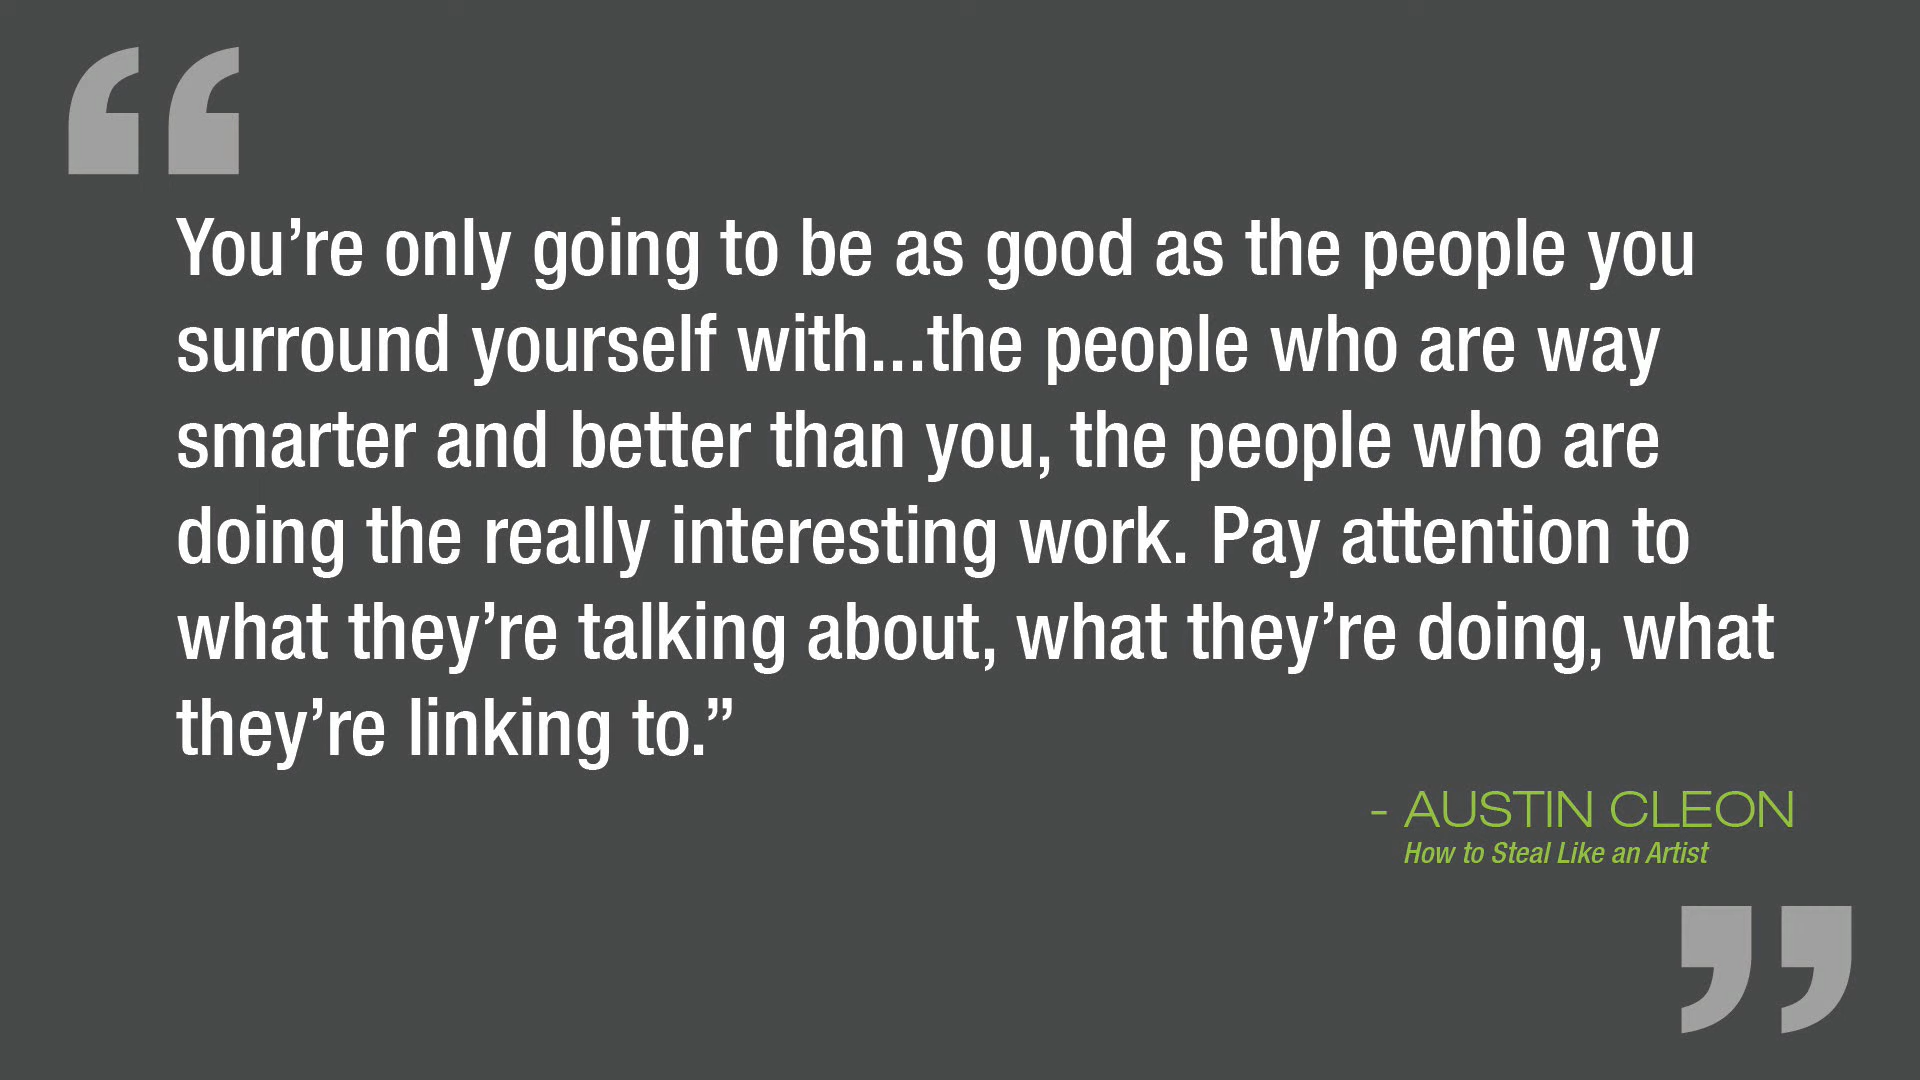 “
You’re only going to be as good as the people you
surround yourself with...the people who are way
smarter and better than you, the people who are
doing the really interesting work. Pay attention to
what they’re talking about, what they’re doing, what
they’re linking to.”
- AUSTIN CLEON
How to Steal Like an Artist
”